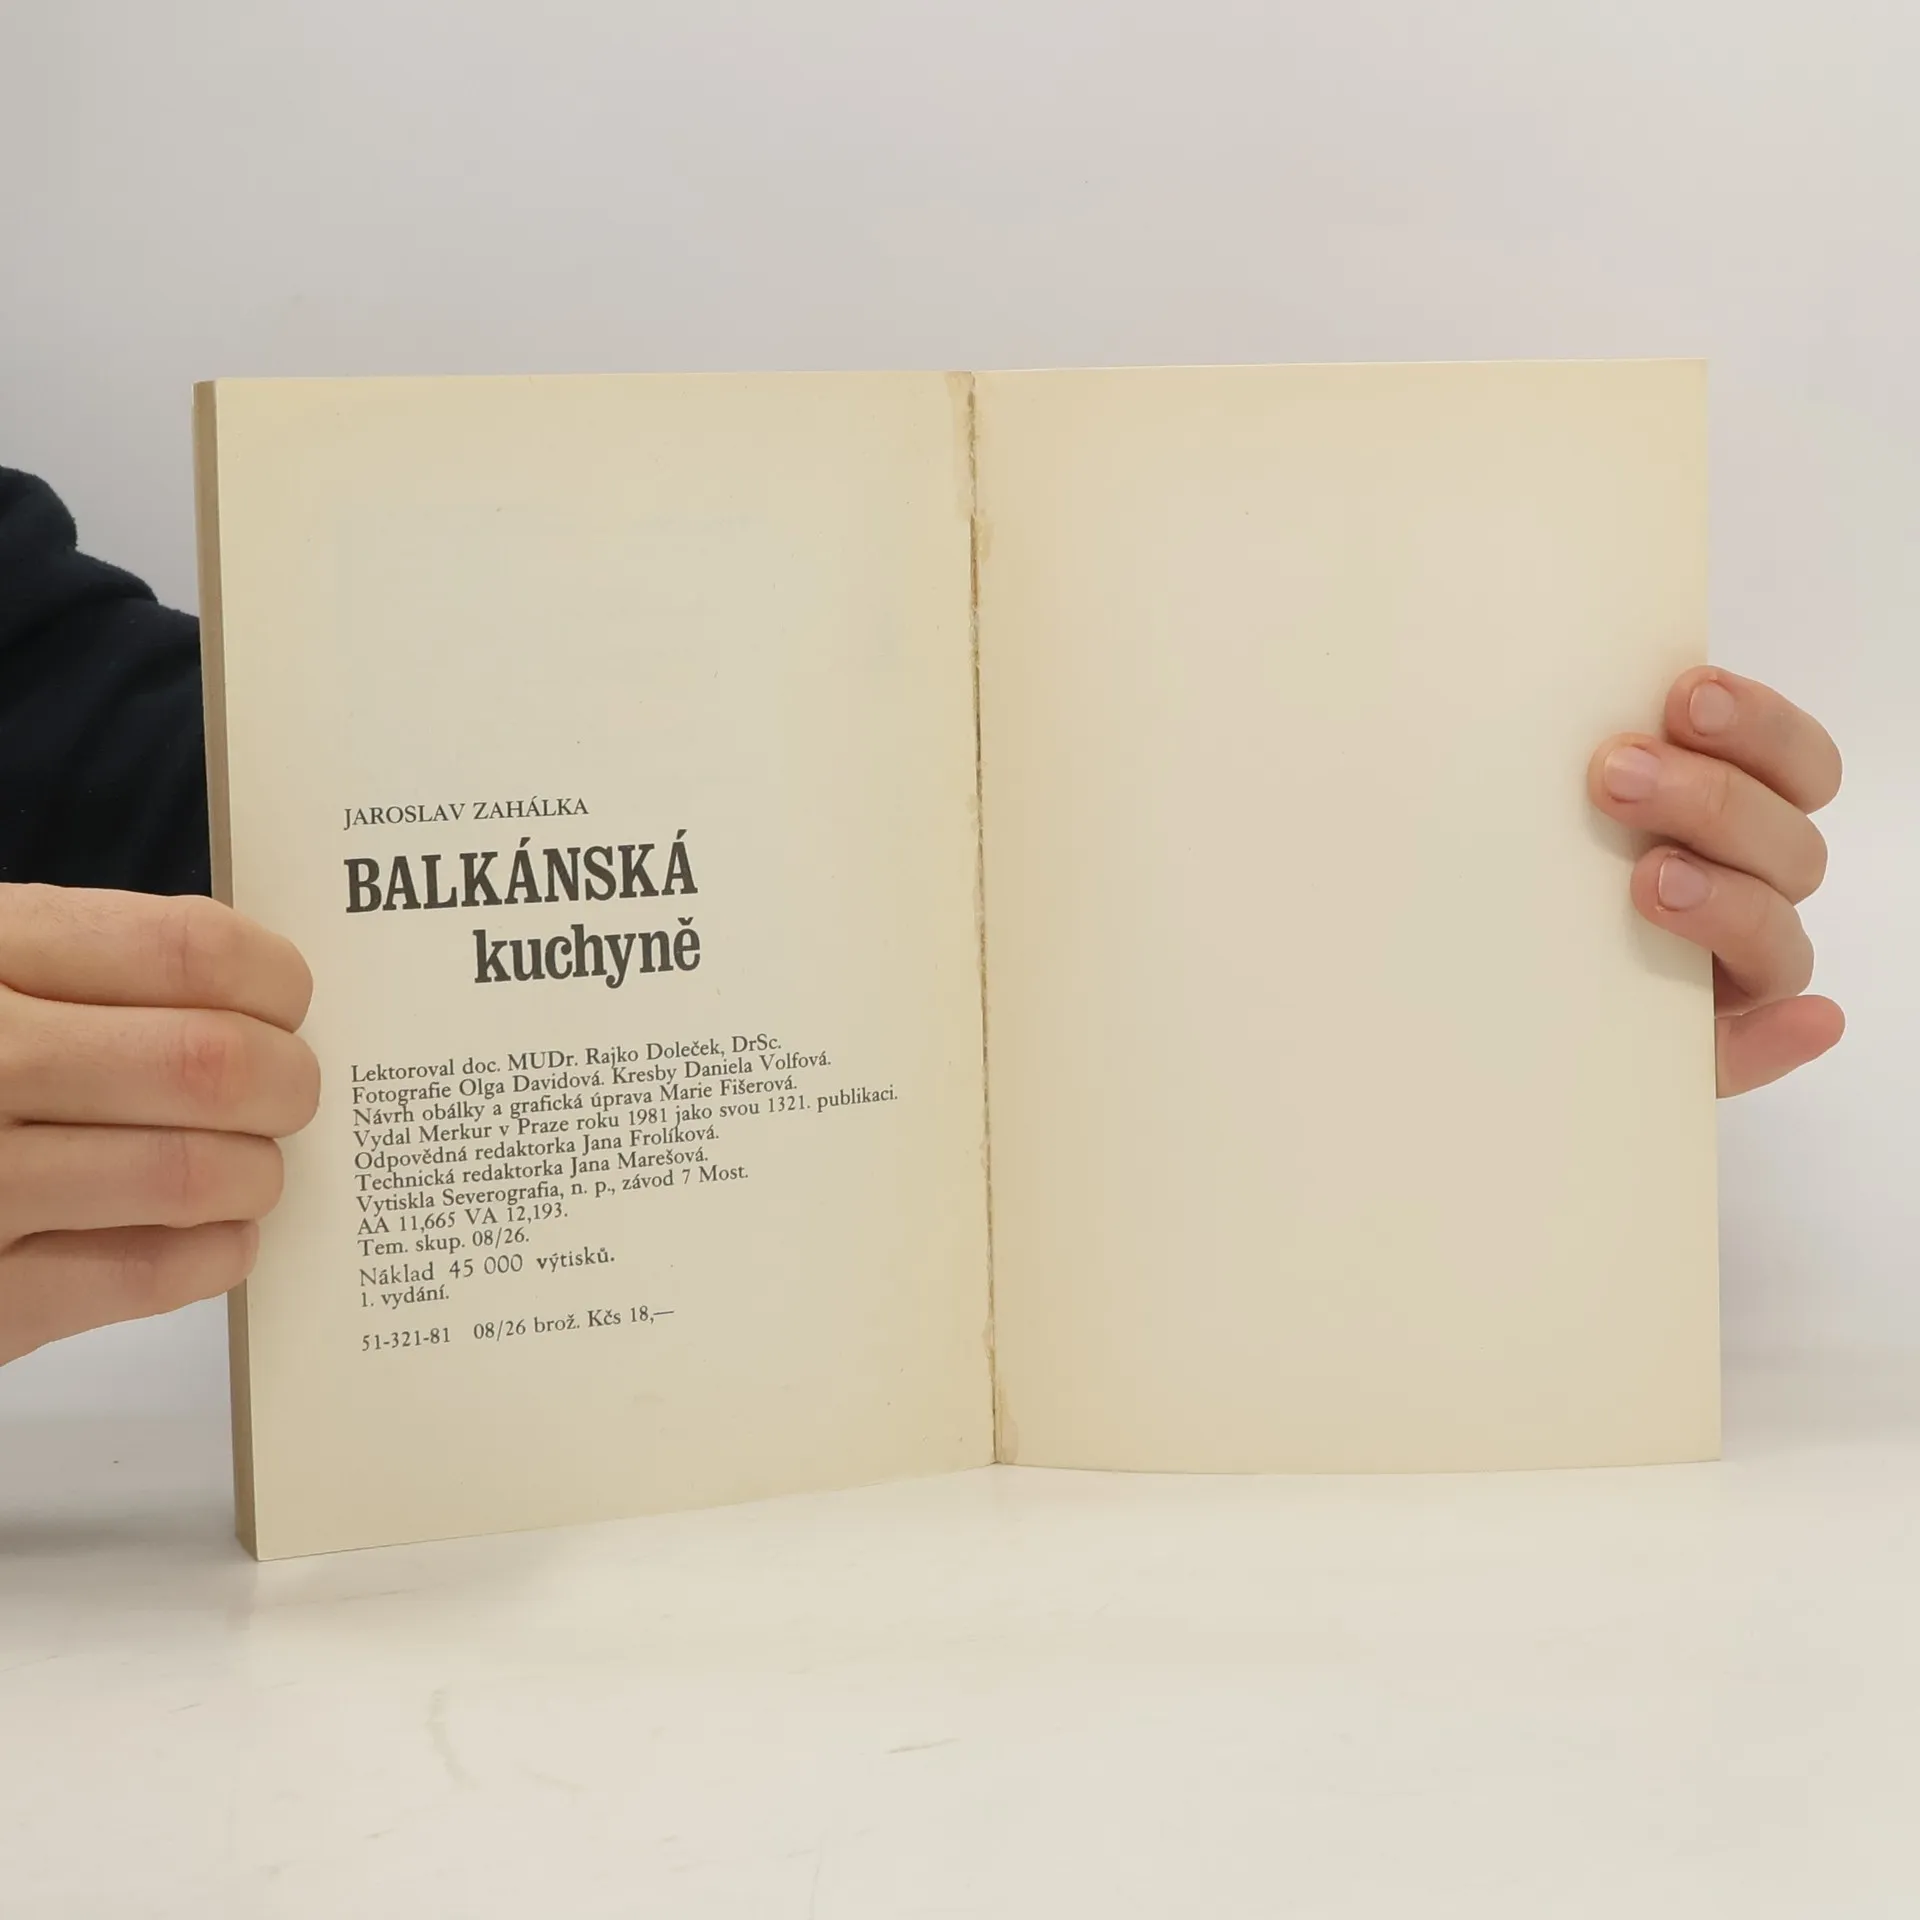 JAROSLAV ZAHÁLKA
BALKÁNSKÁ
kuchyně
Lektoroval doc. MUDr. Rajko Doleček, DrSc.
Fotografie Olga Davidová. Kresby Daniela Volfová.
Návrh obálky a grafická úprava Marie Fišerová.
Vydal Merkur v Praze roku 1981 jako svou 1321. publikaci.
Odpovědná redaktorka Jana Frolíková.
Technická redaktorka Jana Marešová.
Vytiskla Severografia, n. p., závod 7 Most.
AA 11,665 VA 12,193.
Tem. skup. 08/26.
Náklad 45 000 výtisků.
1. vydání.
51-321-81 08/26 brož. Kčs 18,—